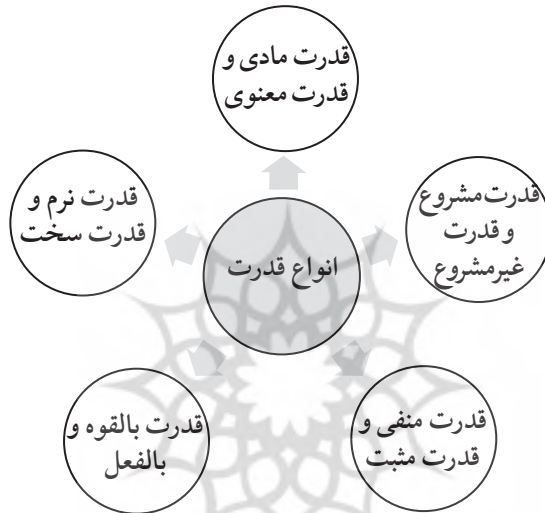 قدرت مادی و
قدرت معنوی
قدرت مشروع
و قدرت
غیرمشروع
قدرت نرم و
قدرت سخت
انواع قدرت
قدرت منفی و
قدرت مثبت
قدرت بالقوه و
بالفعل